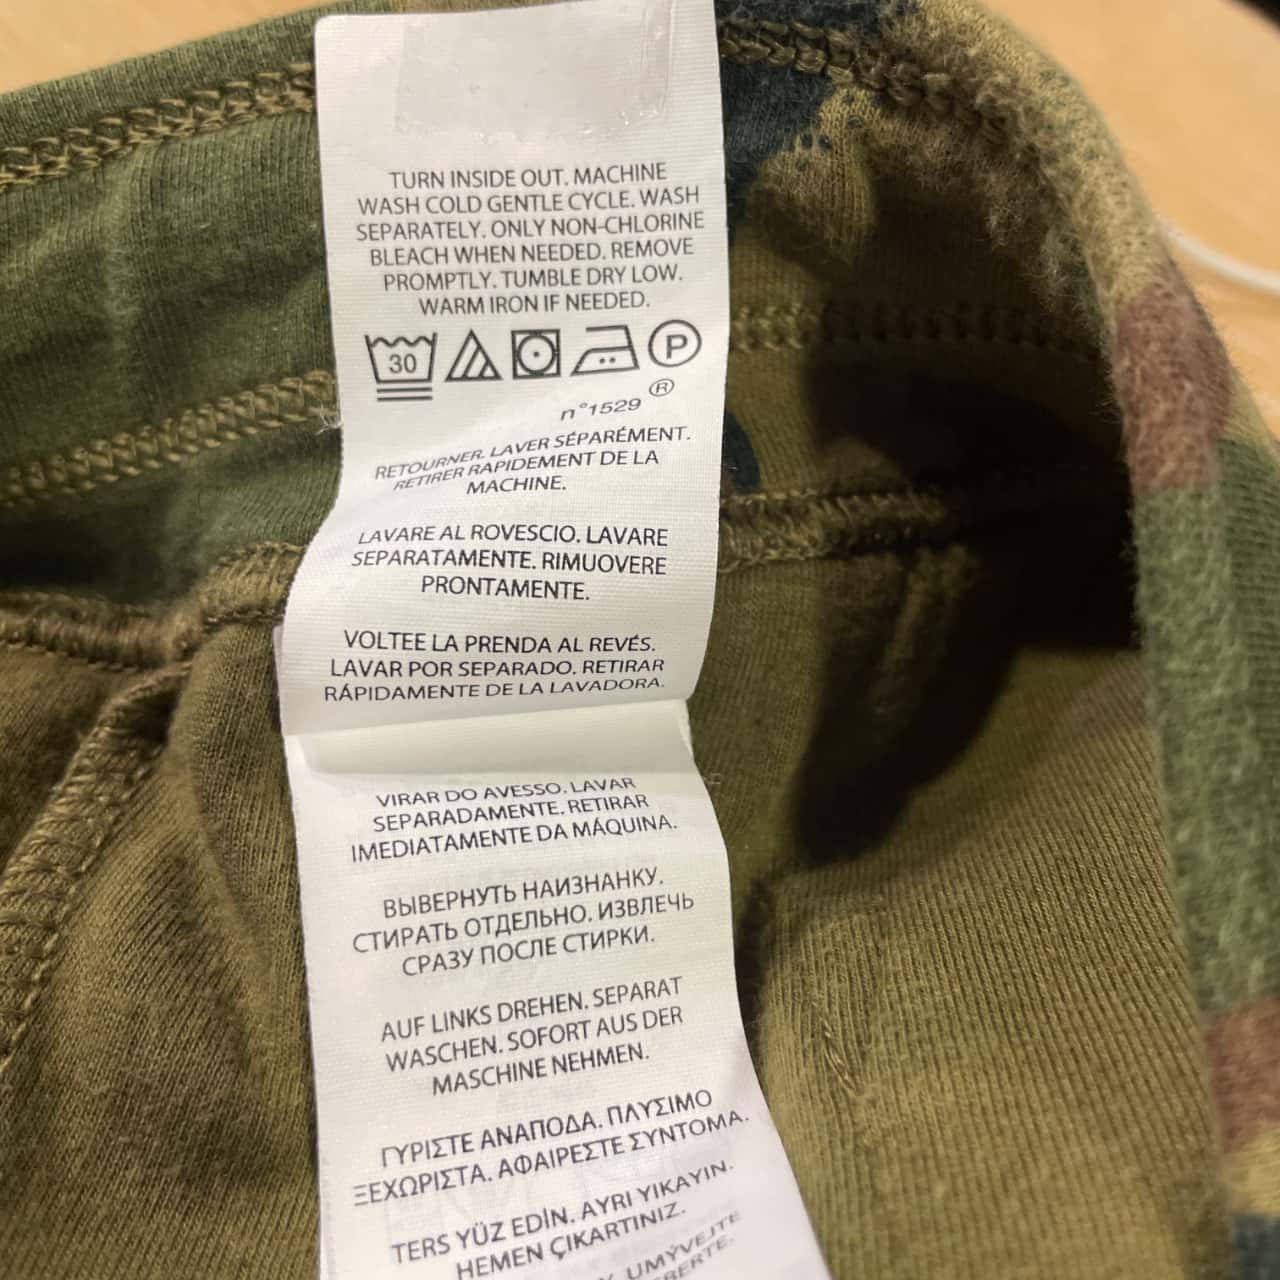 TURN INSIDE OUT. MACHINE
WASH COLD GENTLE CYCLE. WASH
SEPARATELY. ONLY NON-CHLORINE
BLEACH WHEN NEEDED. REMOVE
PROMPTLY. TUMBLE DRY LOW.
WARM IRON IF NEEDED.
30 P
®
n°1529
RETOURNER. LAVER SÉPARÉMENT.
RETIRER RAPIDEMENT DE LA
MACHINE.
LAVARE AL ROVESCIO. LAVARE
SEPARATAMENTE. RIMUOVERE
PRONTAMENTE.
VOLTEE LA PRENDA AL REVÉS.
LAVAR POR SEPARADO. RETIRAR
RÁPIDAMENTE DE LA LAVADORA.
VIRAR DO AVESSO. LAVAR
SEPARADAMENTE. RETIRAR
IMEDIATAMENTE DA MÁQUINA.
ВЫВЕРНУТЬ НАИЗНАНКУ.
СТИРАТЬ ОТДЕЛЬНО. ИЗВЛЕЧЬ
СРАЗУ ПОСЛЕ СТИРКИ.
AUF LINKS DREHEN. SEPARAT
WASCHEN. SOFORT AUS DER
MASCHINE NEHMEN.
ΓΥΡΙΣΤΕ ΑΝΑΠΟΔΑ. ΠΛΥΣΙΜΟ
ΞΕΧΩΡΙΣΤΑ. ΑΦΑΙΡΕΣΤΕ ΣΥΝΤΟΜΑ.
TERS YÜZ EDİN. AYRI YIKAYIN.
HEMEN ÇIKARTINIZ.
UMÝVEJTE